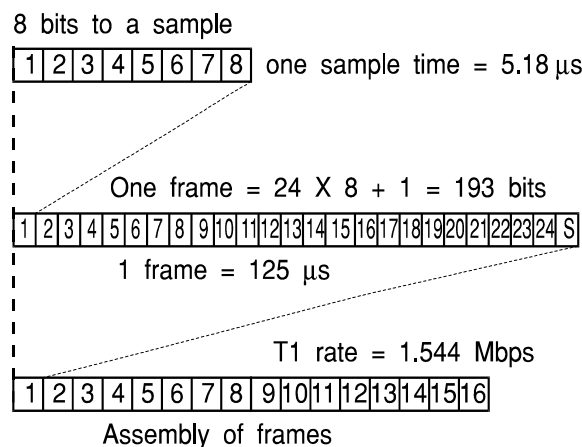 8 bits to a sample
1 2 3 4 5 6 7 8 one sample time = 5.18 µs
One frame = 24 X 8 + 1 = 193 bits
1 2 3 4 5 6 7 8 9 10 11 12 13 14 15 16 17 18 19 20 21 22 23 24 S
1 frame = 125 µs
T1 rate = 1.544 Mbps
1 2 3 4 5 6 7 8 9 10 11 12 13 14 15 16
Assembly of frames